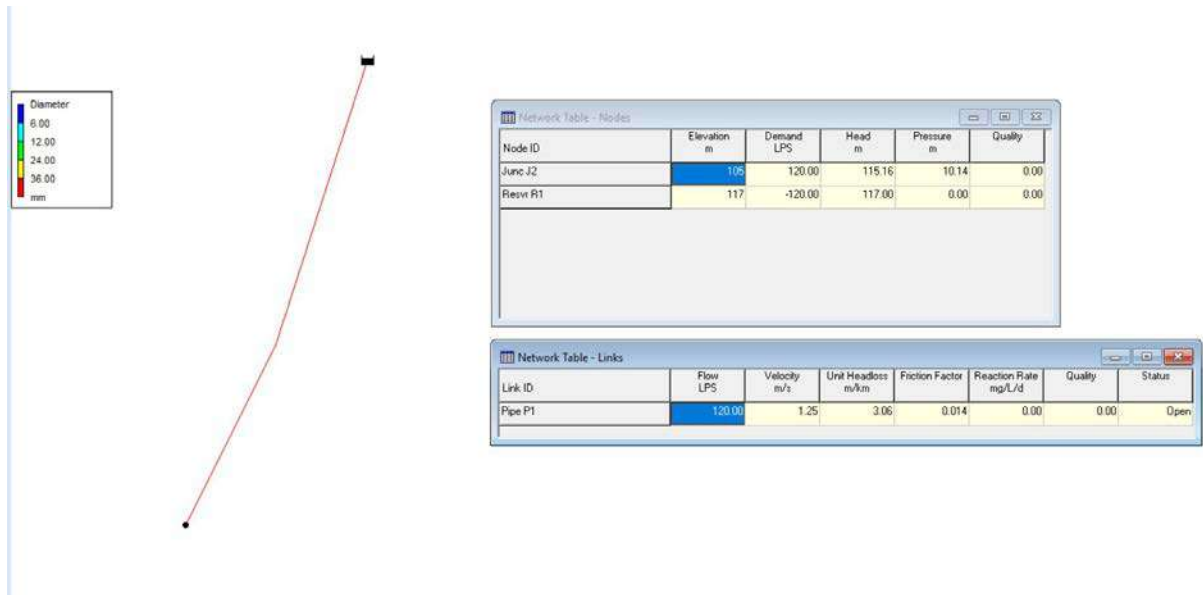 Diameter
6.00
12.00
24.00
36.00
mm
Network Table - Nodes
Node ID Elevation m Demand LPS Head m Pressure m Quality
Junc J2 105 120.00 115.16 10.14 0.00
Resvr R1 117 -120.00 117.00 0.00 0.00
Network Table - Links
Link ID Flow LPS Velocity m/s Unit Headloss m/km Friction Factor Reaction Rate mg/L/d Quality Status
Pipe P1 120.00 1.25 3.06 0.014 0.00 0.00 Open